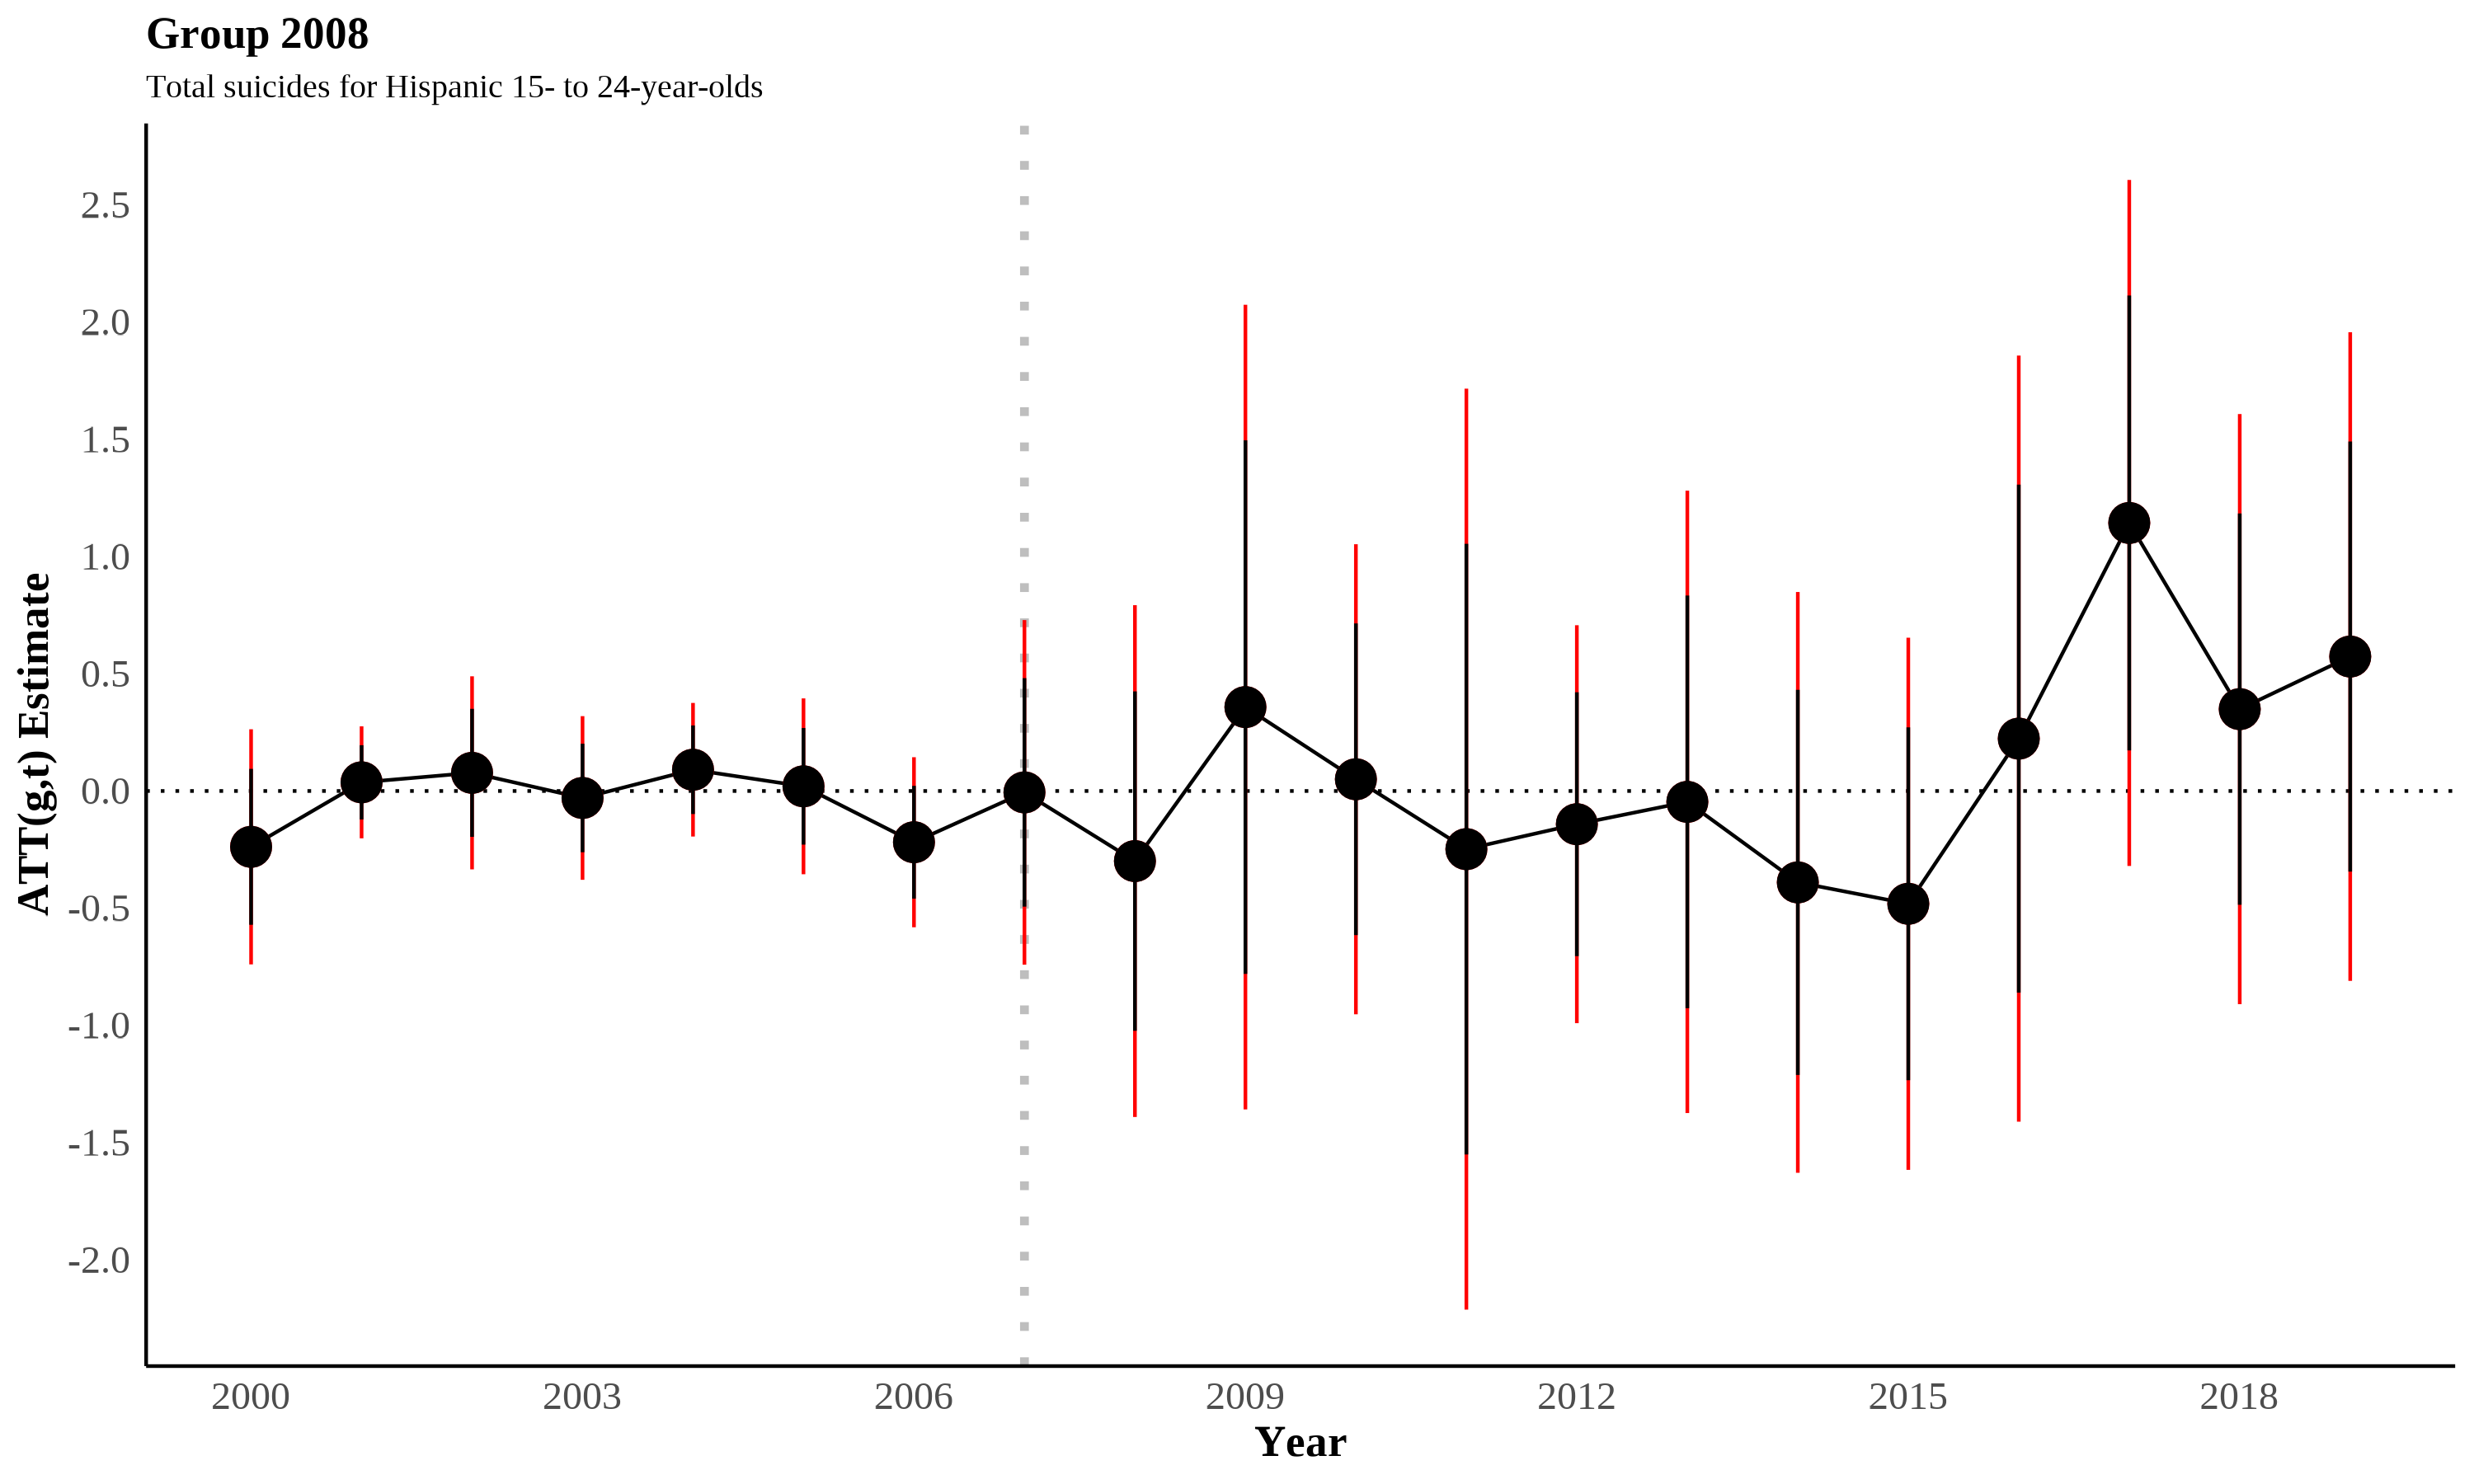 Group 2008
Total suicides for Hispanic 15- to 24-year-olds
ATT(g,t) Estimate
2.5
2.0
1.5
1.0
0.5
0.0
-0.5
-1.0
-1.5
-2.0
2000 2003 2006 2009 2012 2015 2018
Year